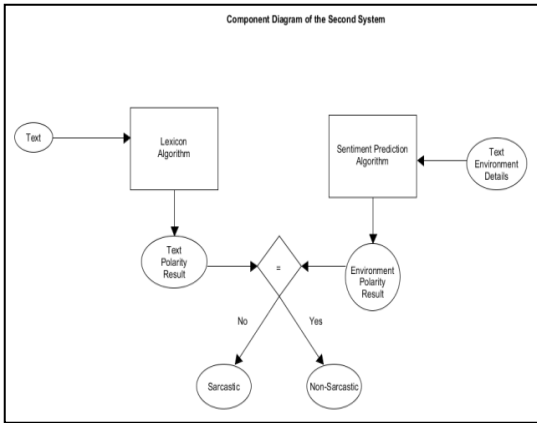 Component Diagram of the Second System
Text
Lexicon
Algorithm
Sentiment Prediction
Algorithm
Text
Environment
Details
Text
Polarity
Result
=
Environment
Polarity
Result
No
Yes
Sarcastic
Non-Sarcastic